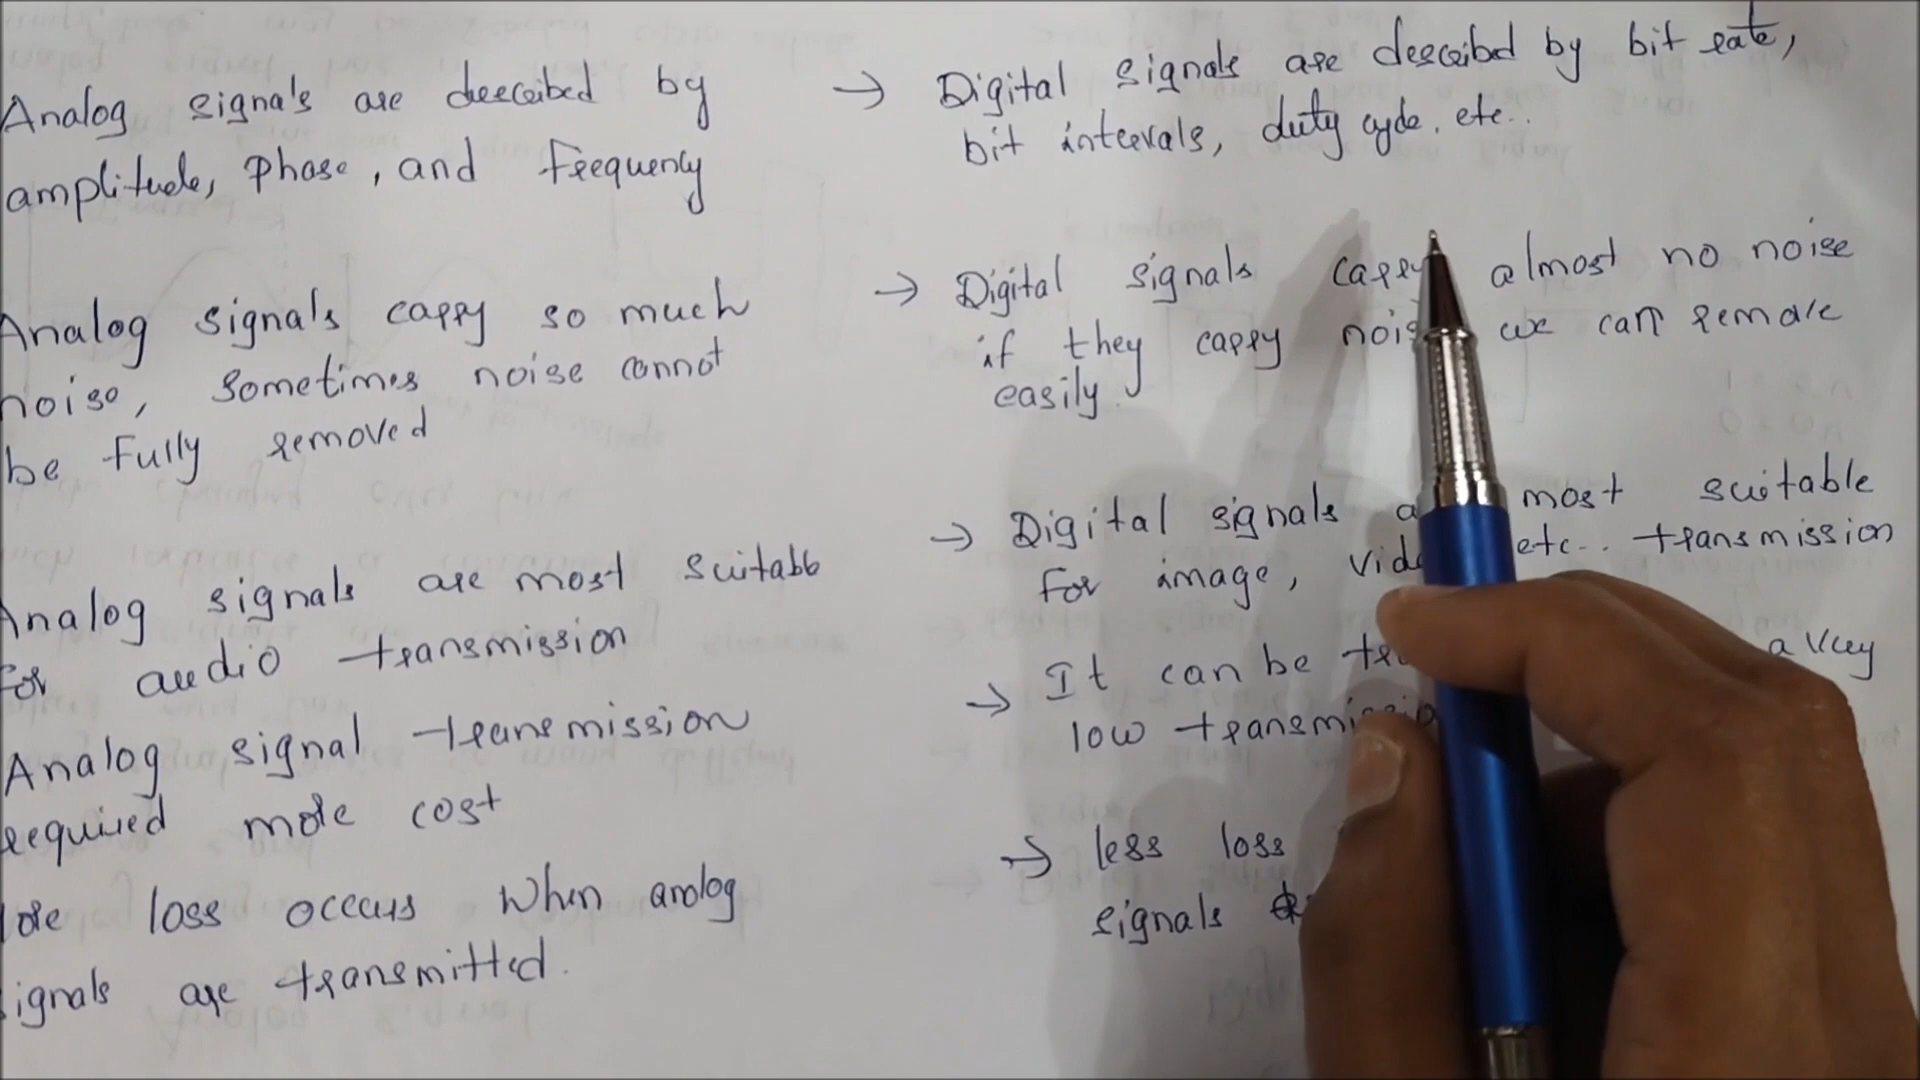 Analog signals are described by
amplitude, Phase, and Frequency
Analog signals carry so much
noise, Sometimes noise cannot
be Fully removed
Analog signals are most suitable
For audio transmission
Analog signal transmission
required more cost
loss occurs When analog
signals are transmitted.
→ Digital signals are described by bit rate,
bit intervals, duty cycle, etc..
→ Digital signals carry almost no noise
if they carry noise we can remove
easily.
→ Digital signals most suitable
For image, etc.. transmission
→ It can be a very
low transmission
→ less loss
signals